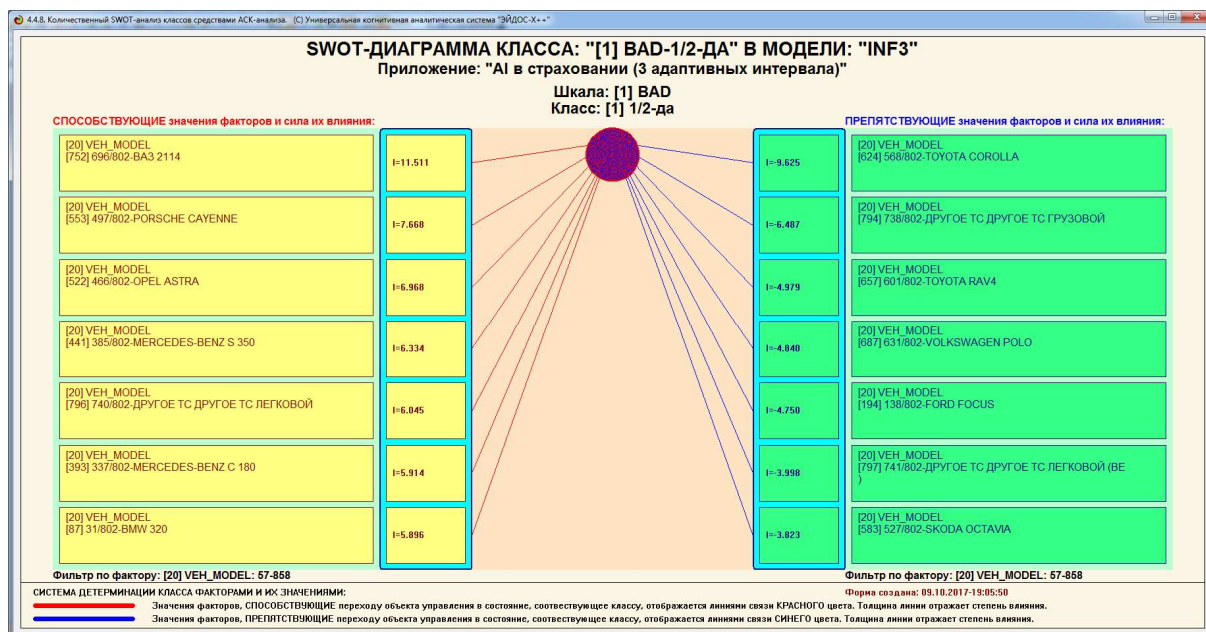 4.4.8. Количественный SWOT-анализ классов средствами АСК-анализа. (C) Универсальная когнитивная аналитическая система "ЭЙДОС-X++"
SWOT-ДИАГРАММА КЛАССА: "[1] BAD-1/2-ДА" В МОДЕЛИ: "INF3"
Приложение: "AI в страховании (3 адаптивных интервала)"
Шкала: [1] BAD
Класс: [1] 1/2-да
СПОСОБСТВУЮЩИЕ значения факторов и сила их влияния:
[20] VEH_MODEL
[752] 696/802-ВАЗ 2114
I=11.511
[20] VEH_MODEL
[553] 497/802-PORSCHE CAYENNE
I=7.668
[20] VEH_MODEL
[522] 466/802-OPEL ASTRA
I=6.968
[20] VEH_MODEL
[441] 385/802-MERCEDES-BENZ S 350
I=6.334
[20] VEH_MODEL
[796] 740/802-ДРУГОЕ ТС ДРУГОЕ ТС ЛЕГКОВОЙ
I=6.045
[20] VEH_MODEL
[393] 337/802-MERCEDES-BENZ C 180
I=5.914
[20] VEH_MODEL
[87] 31/802-BMW 320
I=5.896
Фильтр по фактору: [20] VEH_MODEL: 57-858
ПРЕПЯТСТВУЮЩИЕ значения факторов и сила их влияния:
I=-9.625
[20] VEH_MODEL
[624] 568/802-TOYOTA COROLLA
I=-6.487
[20] VEH_MODEL
[794] 738/802-ДРУГОЕ ТС ДРУГОЕ ТС ГРУЗОВОЙ
I=-4.979
[20] VEH_MODEL
[657] 601/802-TOYOTA RAV4
I=-4.840
[20] VEH_MODEL
[687] 631/802-VOLKSWAGEN POLO
I=-4.750
[20] VEH_MODEL
[194] 138/802-FORD FOCUS
I=-3.998
[20] VEH_MODEL
[797] 741/802-ДРУГОЕ ТС ДРУГОЕ ТС ЛЕГКОВОЙ (ВЕ
)
I=-3.823
[20] VEH_MODEL
[583] 527/802-SKODA OCTAVIA
Фильтр по фактору: [20] VEH_MODEL: 57-858
СИСТЕМА ДЕТЕРМИНАЦИИ КЛАССА ФАКТОРАМИ И ИХ ЗНАЧЕНИЯМИ:
Форма создана: 09.10.2017-19:05:50
Значения факторов, СПОСОБСТВУЮЩИЕ переходу объекта управления в состояние, соотвествующее классу, отображается линиями связи КРАСНОГО цвета. Толщина линии отражает степень влияния.
Значения факторов, ПРЕПЯТСТВУЮЩИЕ переходу объекта управления в состояние, соотвествующее классу, отображается линиями связи СИНЕГО цвета. Толщина линии отражает степень влияния.